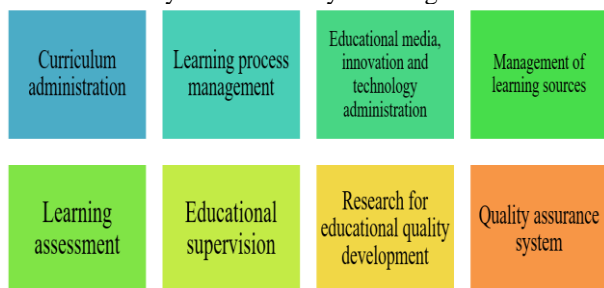 Curriculum
administration
Learning process
management
Educational media,
innovation and
technology
administration
Management of
learning sources
Learning
assessment
Educational
supervision
Research for
educational quality
development
Quality assurance
system